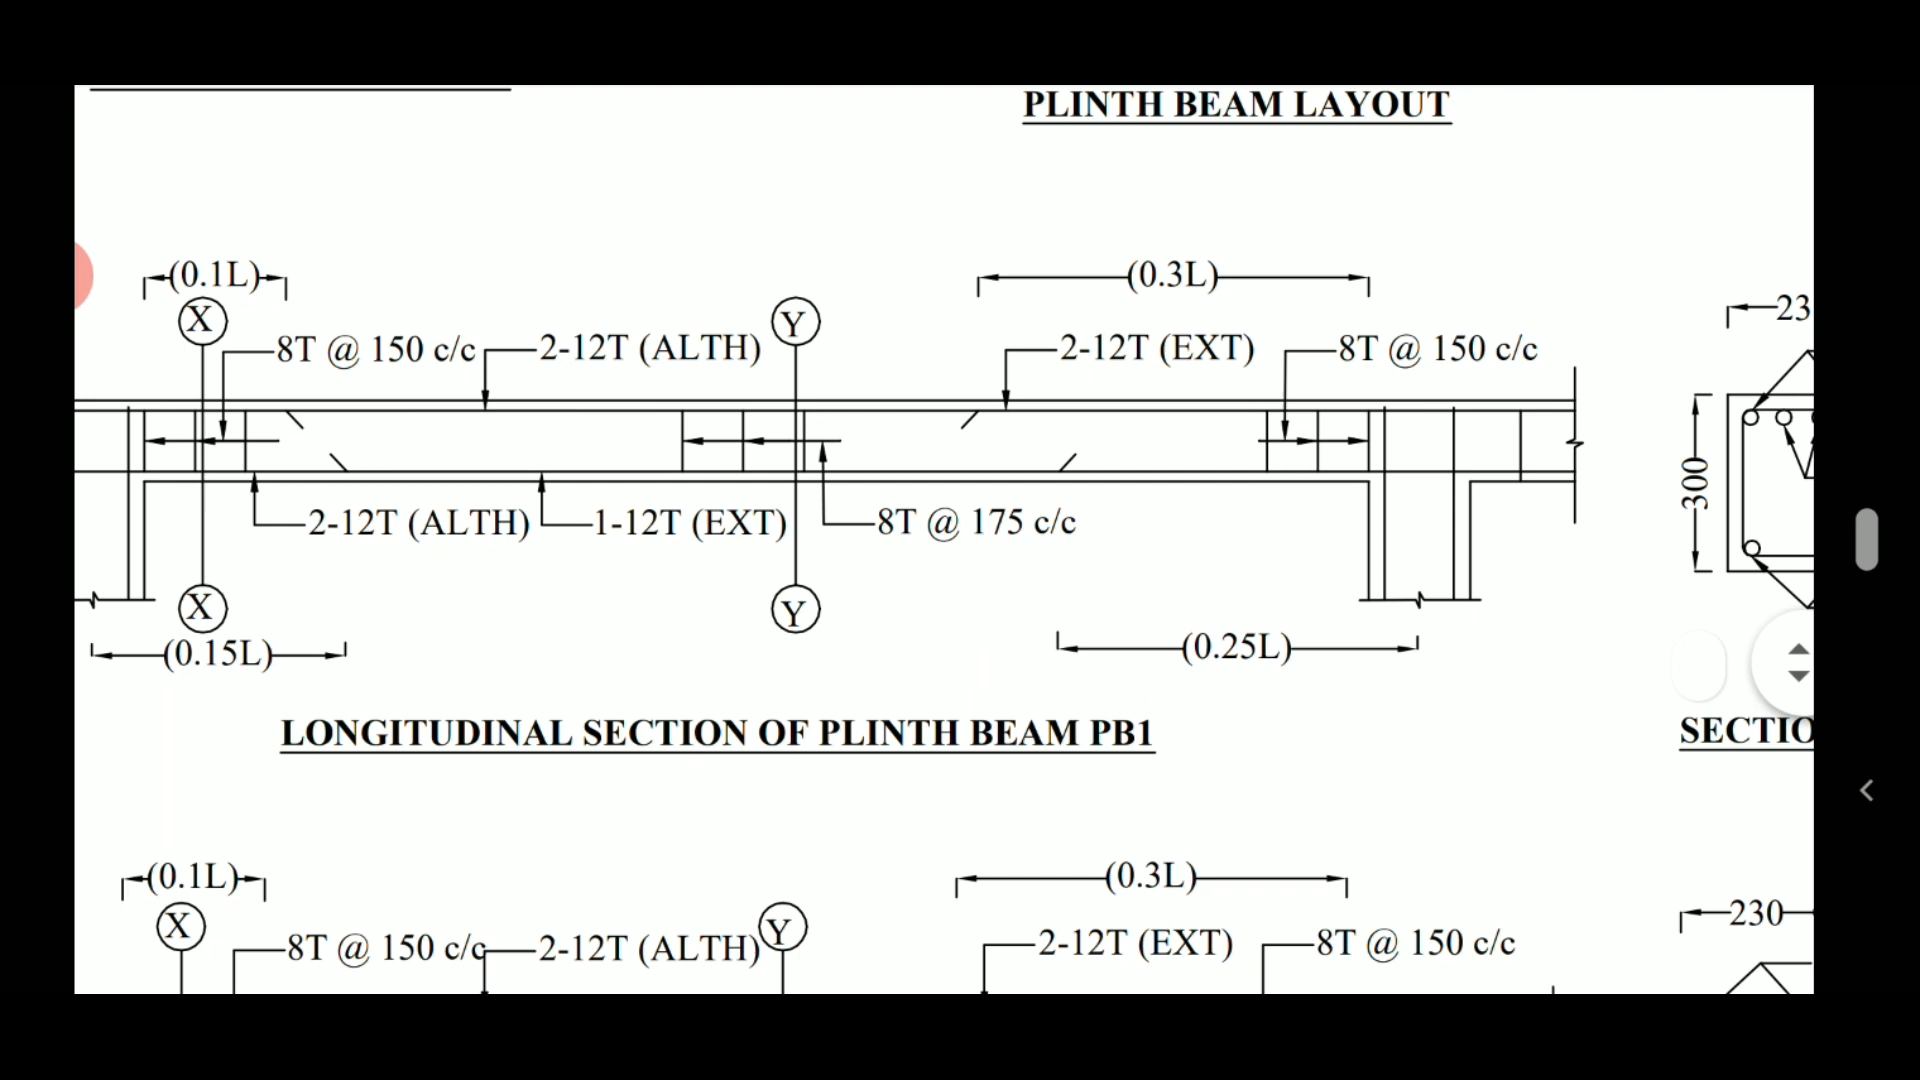 PLINTH BEAM LAYOUT
(0.1L) (0.3L)
X Y 23
8T @ 150 c/c 2-12T (ALTH) 2-12T (EXT) 8T @ 150 c/c
300
2-12T (ALTH) 1-12T (EXT) 8T @ 175 c/c
X Y
(0.15L) (0.25L)
LONGITUDINAL SECTION OF PLINTH BEAM PB1 SECTIO
(0.1L) (0.3L)
X Y 230
8T @ 150 c/c 2-12T (ALTH) 2-12T (EXT) 8T @ 150 c/c